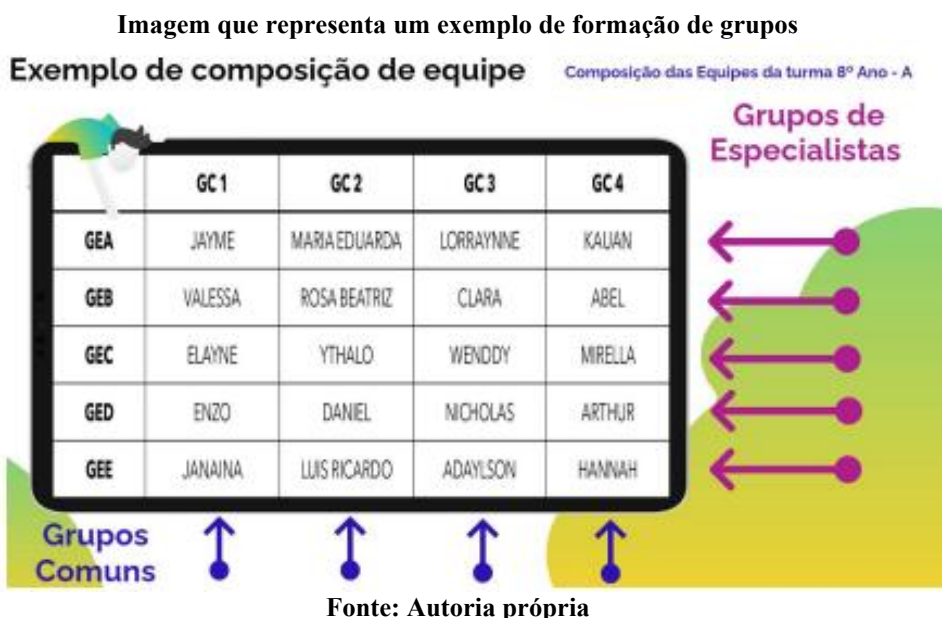 Imagem que representa um exemplo de formação de grupos
Exemplo de composição de equipe
Composição das Equipes da turma 8º Ano - A
Grupos de
Especialistas
GC 1 GC 2 GC 3 GC 4
GEA JAYME MARIA EDUARDA LORRAYNNE KAUAN
GEB VALESSA ROSA BEATRIZ CLARA ABEL
GEC ELAYNE YTHALO WENDDY MIRELLA
GED ENZO DANIEL NICHOLAS ARTHUR
GEE JANAINA LUIS RICARDO ADAYLSON HANNAH
Grupos
Comuns
Fonte: Autoria própria